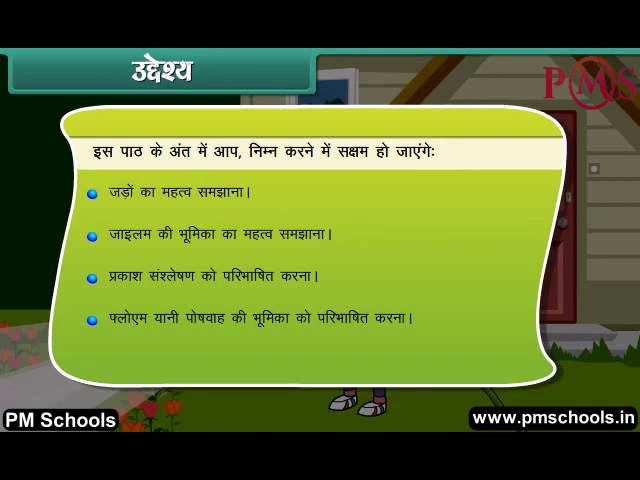 उद्देश्य
PMS
इस पाठ के अंत में आप, निम्न करने में सक्षम हो जाएंगेः
जड़ों का महत्व समझाना।
जाइलम की भूमिका का महत्व समझाना।
प्रकाश संश्लेषण को परिभाषित करना।
फ्लोएम यानी पोषवाह की भूमिका को परिभाषित करना।
PM Schools
www.pmschools.in